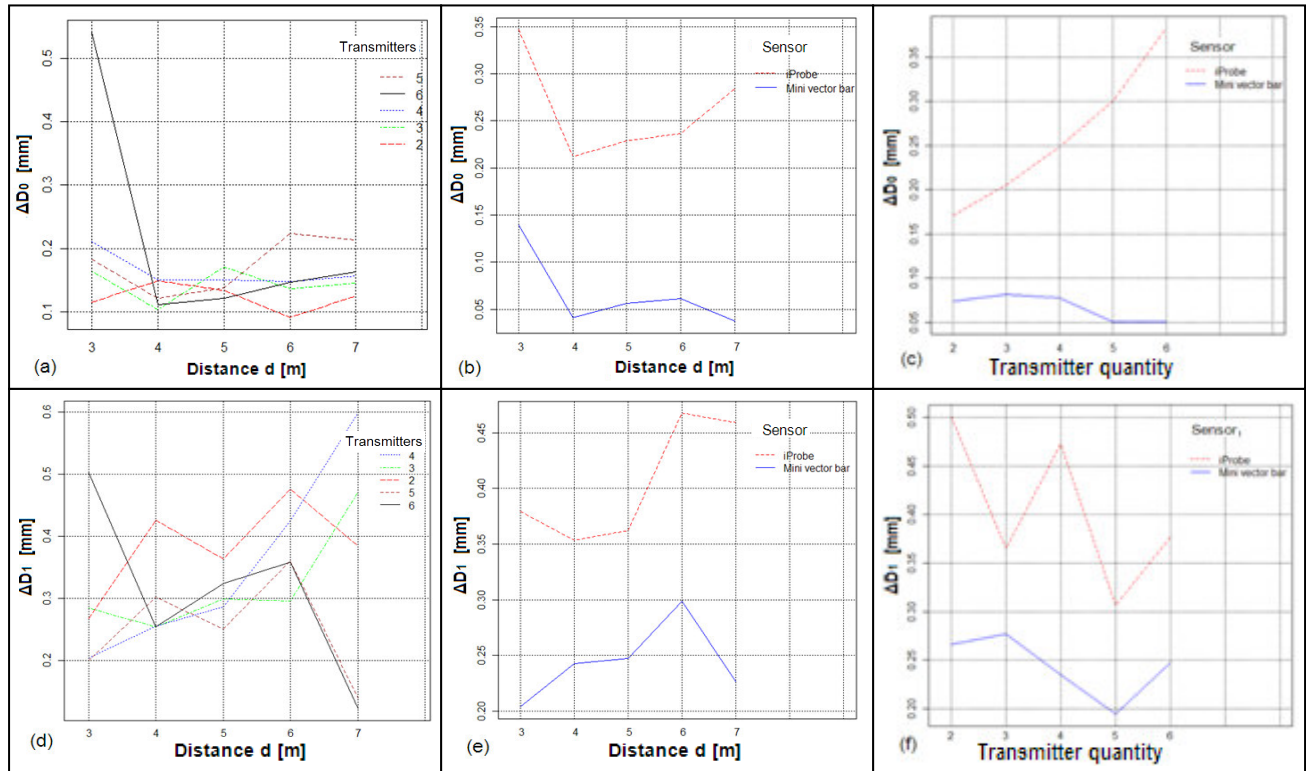 0.5
0.4
0.3
0.2
0.1
ΔD0 [mm]
Transmitters
5
6
4
3
2
3 4 5 6 7
(a)
Distance d [m]
0.35
0.30
0.25
0.20
0.15
0.10
0.05
ΔD0 [mm]
Sensor
iProbe
Mini vector bar
3 4 5 6 7
(b)
Distance d [m]
0.35
0.30
0.25
0.20
0.15
0.10
0.05
ΔD0 [mm]
Sensor
iProbe
Mini vector bar
2 3 4 5 6
(c)
Transmitter quantity
0.6
0.5
0.4
0.3
0.2
ΔD1 [mm]
Transmitters
4
3
2
5
6
3 4 5 6 7
(d)
Distance d [m]
0.45
0.40
0.35
0.30
0.25
0.20
ΔD1 [mm]
Sensor
iProbe
Mini vector bar
3 4 5 6 7
(e)
Distance d [m]
0.50
0.45
0.40
0.35
0.30
0.25
0.20
ΔD1 [mm]
Sensor
iProbe
Mini vector bar
2 3 4 5 6
(f)
Transmitter quantity